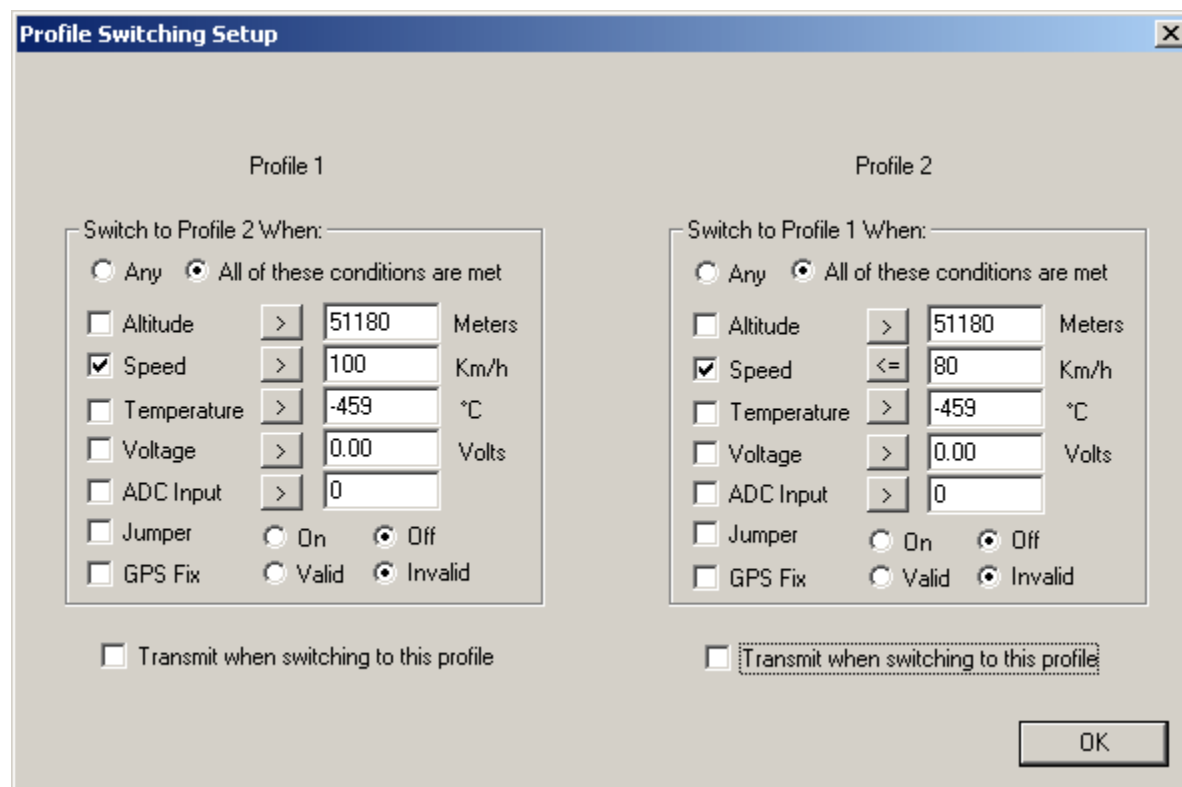 Profile Switching Setup
Profile 1
Switch to Profile 2 When:
Any All of these conditions are met
Altitude > 51180 Meters
Speed > 100 Km/h
Temperature > -459 °C
Voltage > 0.00 Volts
ADC Input > 0
Jumper On Off
GPS Fix Valid Invalid
Transmit when switching to this profile
Profile 2
Switch to Profile 1 When:
Any All of these conditions are met
Altitude > 51180 Meters
Speed <= 80 Km/h
Temperature > -459 °C
Voltage > 0.00 Volts
ADC Input > 0
Jumper On Off
GPS Fix Valid Invalid
Transmit when switching to this profile
OK